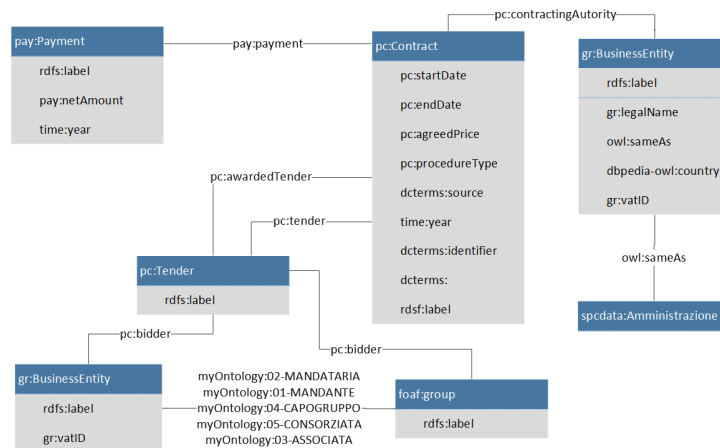 pc:contractingAutority
pay:Payment
rdfs:label
pay:netAmount
time:year
pay:payment
pc:Contract
pc:startDate
pc:endDate
pc:agreedPrice
pc:procedureType
dcterms:source
time:year
dcterms:identifier
dcterms:
rdsf:label
gr:BusinessEntity
rdfs:label
gr:legalName
owl:sameAs
dbpedia-owl:country
gr:vatID
owl:sameAs
spcdata:Amministrazione
pc:awardedTender
pc:tender
pc:Tender
rdfs:label
pc:bidder
pc:bidder
gr:BusinessEntity
rdfs:label
gr:vatID
myOntology:02-MANDATARIA
myOntology:01-MANDANTE
myOntology:04-CAPOGRUPPO
myOntology:05-CONSORZIATA
myOntology:03-ASSOCIATA
foaf:group
rdfs:label